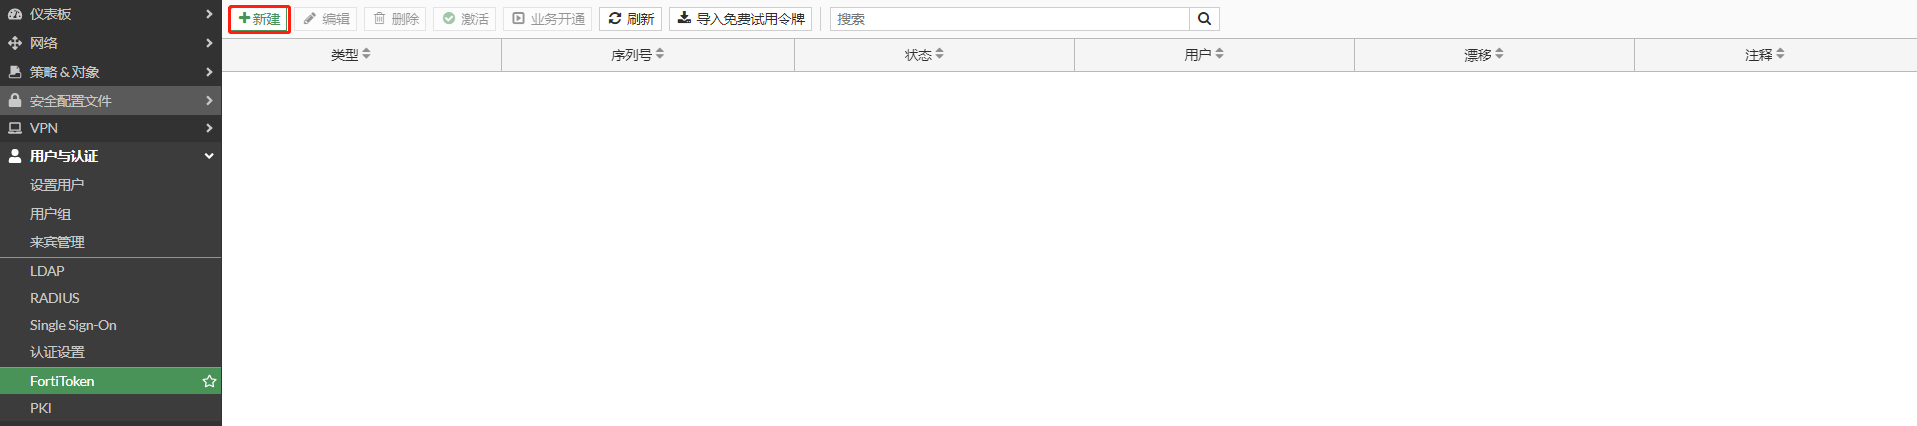 仪表板
网络
策略 & 对象
安全配置文件
VPN
用户与认证
设置用户
用户组
来宾管理
LDAP
RADIUS
Single Sign-On
认证设置
FortiToken
PKI
新建 编辑 删除 激活 业务开通 刷新 导入免费试用令牌 搜索
类型 序列号 状态 用户 漂移 注释